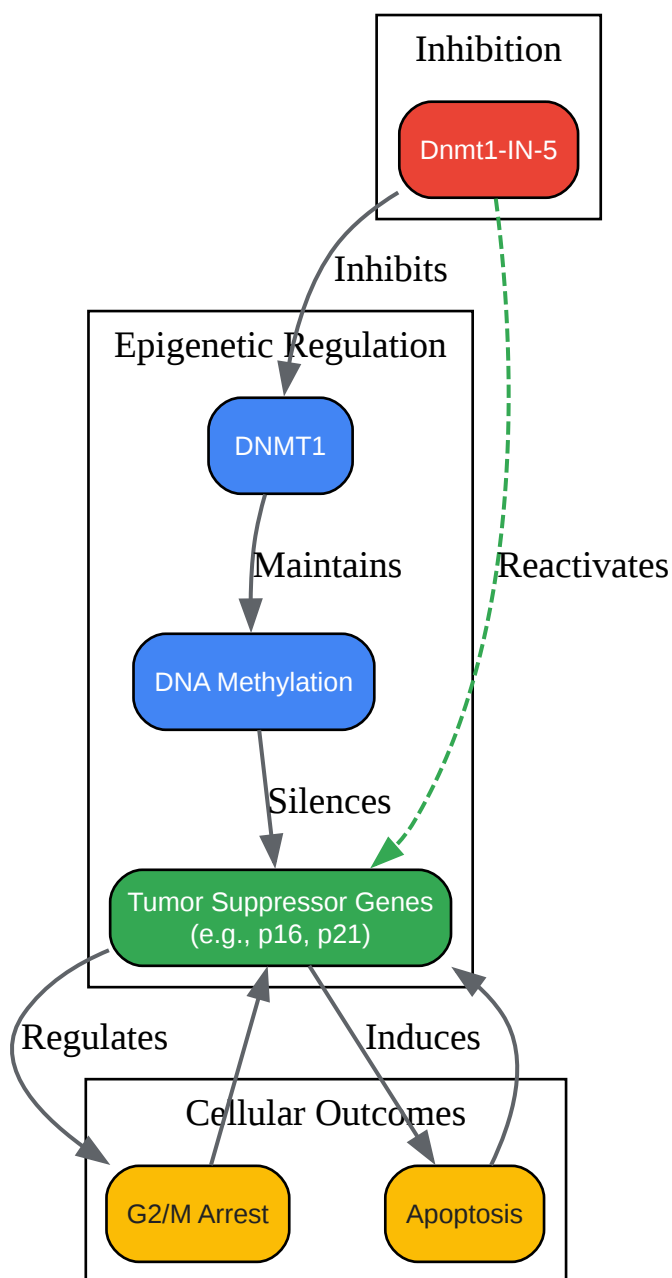 Inhibition
Dnmt1-IN-5
Inhibits
Epigenetic Regulation
DNMT1
Maintains
Reactivates
DNA Methylation
Silences
Tumor Suppressor Genes
(e.g., p16, p21)
Regulates
Induces
Cellular Outcomes
G2/M Arrest
Apoptosis